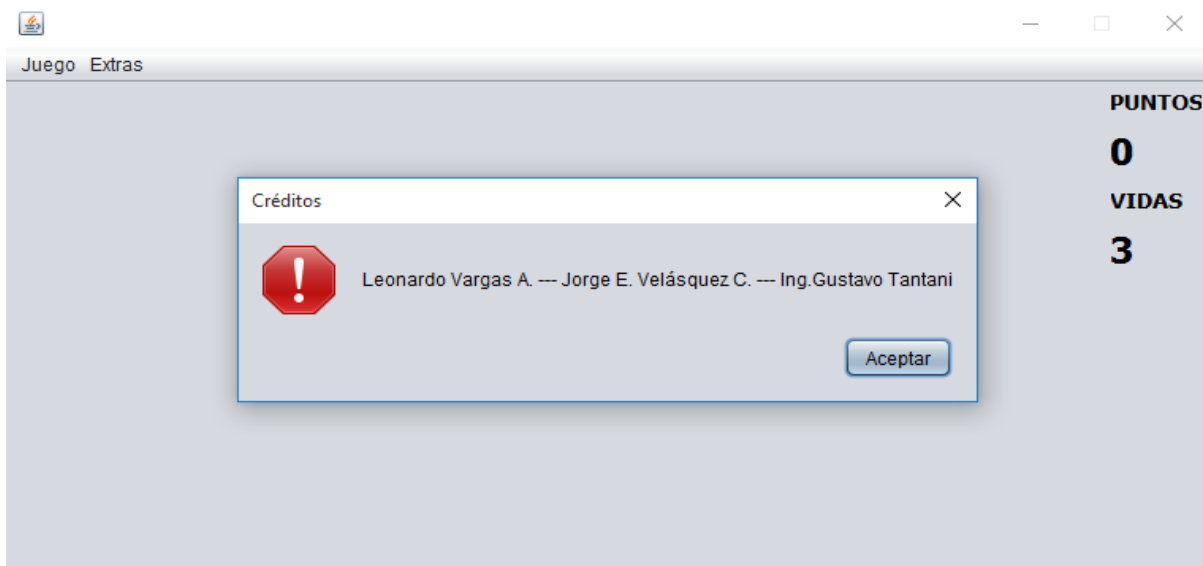 Juego Extras
PUNTOS
0
VIDAS
3
Créditos
Leonardo Vargas A. --- Jorge E. Velásquez C. --- Ing.Gustavo Tantani
Aceptar